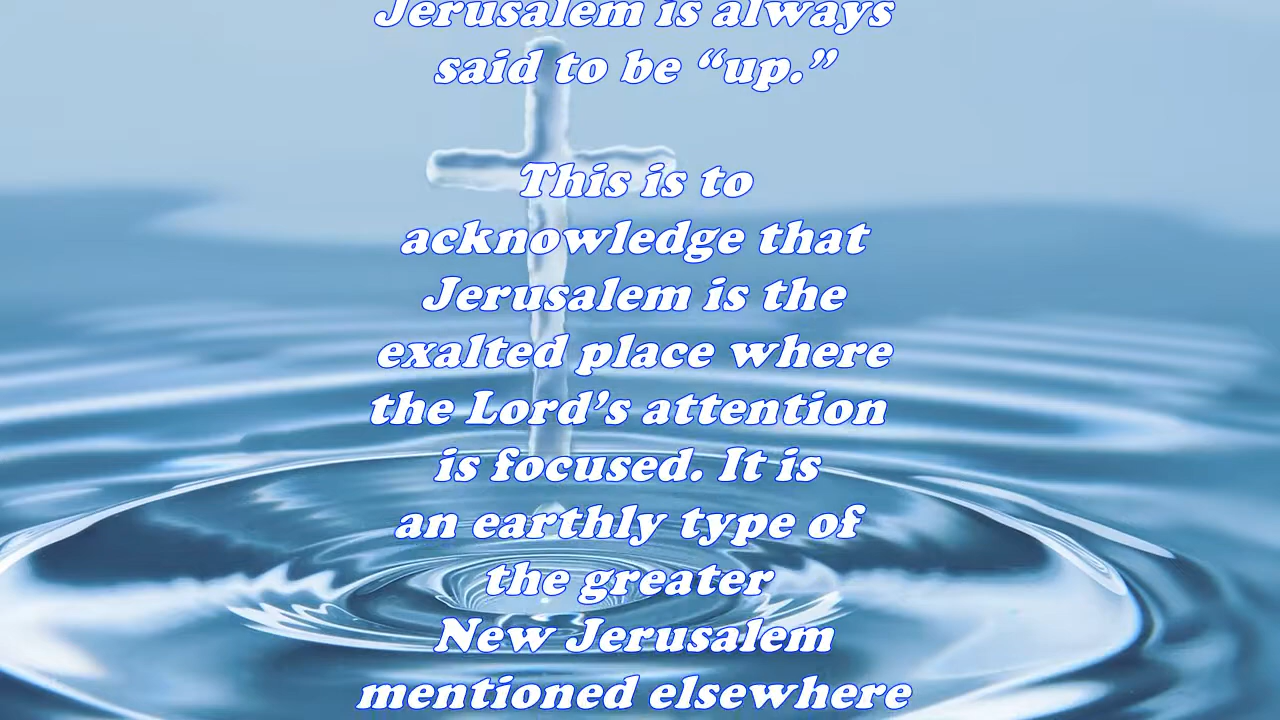 Jerusalem is always
said to be “up.”
This is to
acknowledge that
Jerusalem is the
exalted place where
the Lord’s attention
is focused. It is
an earthly type of
the greater
New Jerusalem
mentioned elsewhere